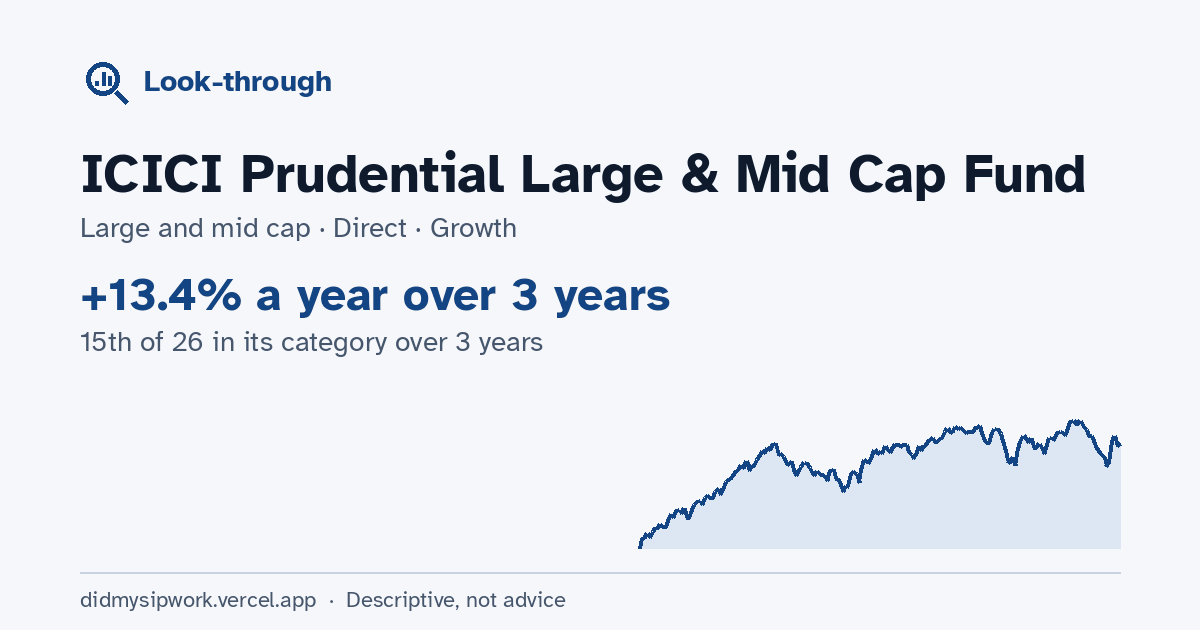 Look-through
ICICI Prudential Large & Mid Cap Fund
Large and mid cap · Direct · Growth
+13.4% a year over 3 years
15th of 26 in its category over 3 years
didmysipwork.vercel.app · Descriptive, not advice